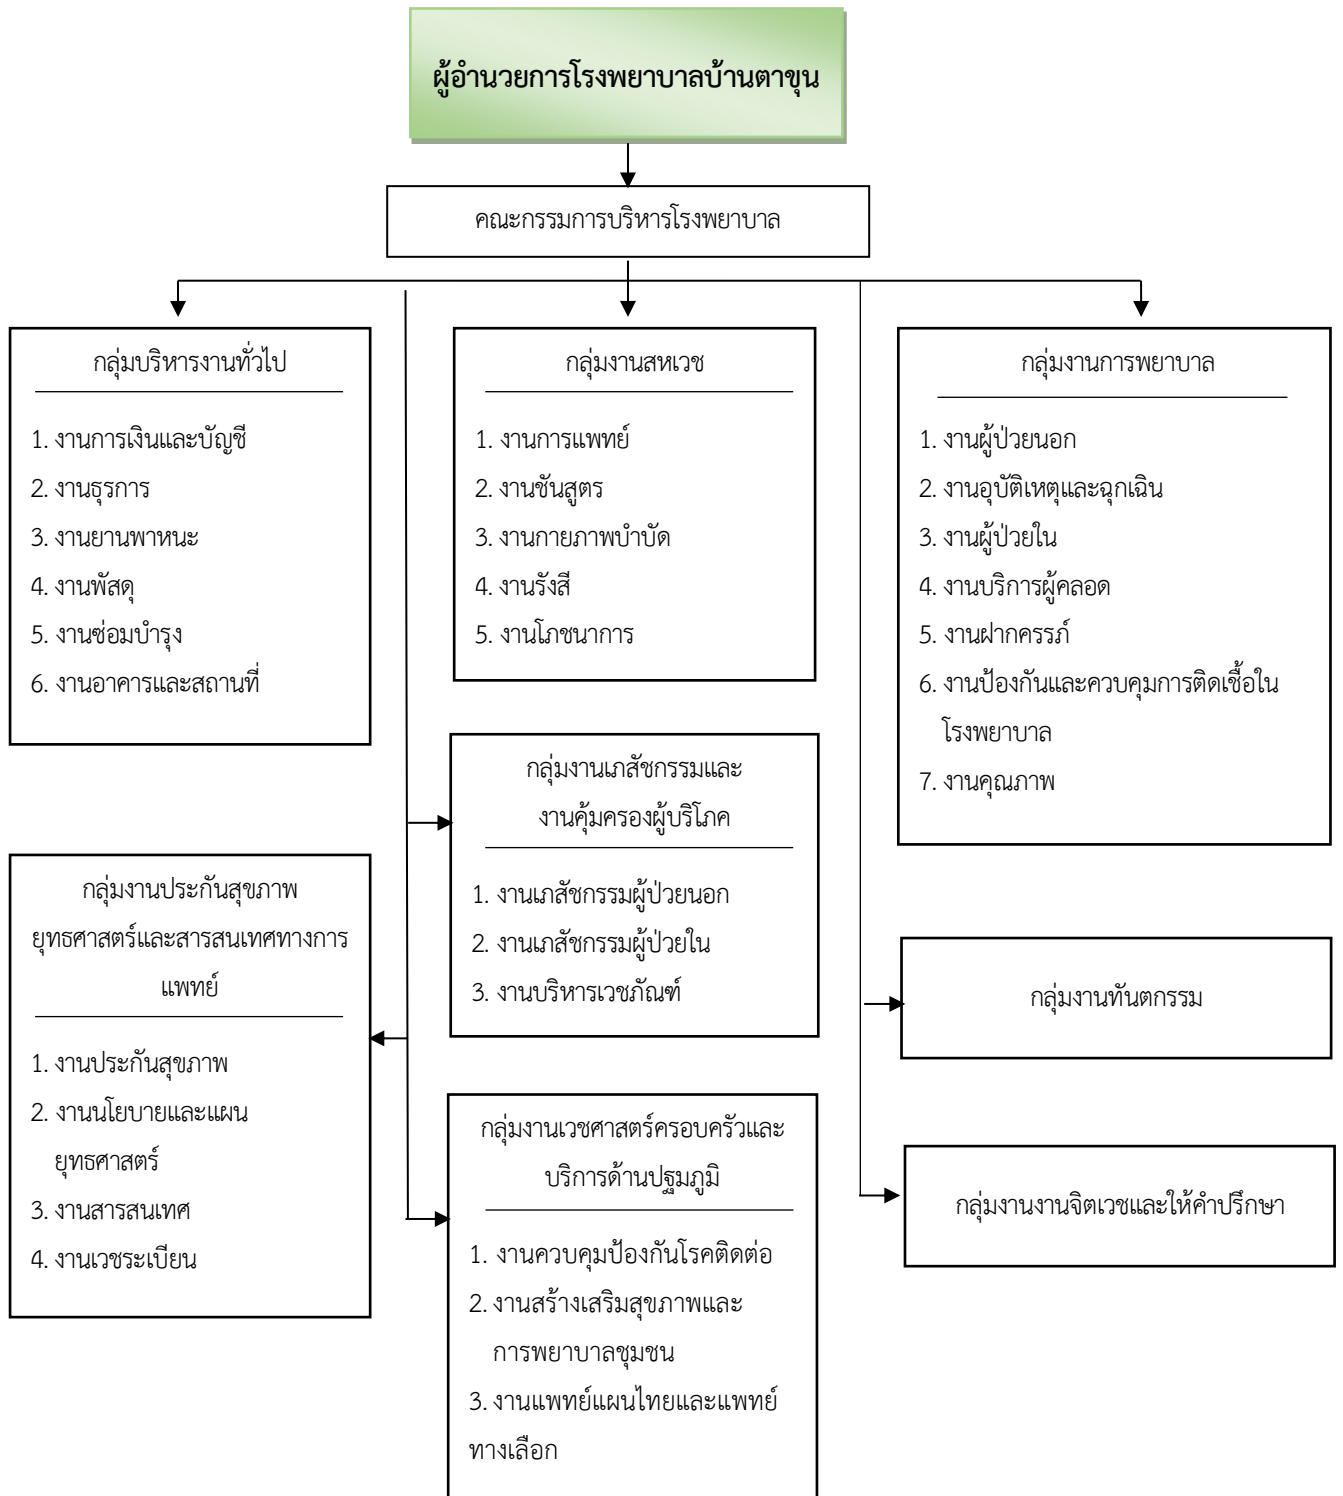 ผู้อำนวยการโรงพยาบาลบ้านตาขุน
คณะกรรมการบริหารโรงพยาบาล
กลุ่มบริหารงานทั่วไป
1. งานการเงินและบัญชี
2. งานธุรการ
3. งานยานพาหนะ
4. งานพัสดุ
5. งานซ่อมบำรุง
6. งานอาคารและสถานที่
กลุ่มงานสหเวช
1. งานการแพทย์
2. งานชันสูตร
3. งานกายภาพบำบัด
4. งานรังสี
5. งานโภชนาการ
กลุ่มงานการพยาบาล
1. งานผู้ป่วยนอก
2. งานอุบัติเหตุและฉุกเฉิน
3. งานผู้ป่วยใน
4. งานบริการผู้คลอด
5. งานฝากครรภ์
6. งานป้องกันและควบคุมการติดเชื้อใน
โรงพยาบาล
7. งานคุณภาพ
กลุ่มงานประกันสุขภาพ
ยุทธศาสตร์และสารสนเทศทางการ
แพทย์
1. งานประกันสุขภาพ
2. งานนโยบายและแผน
ยุทธศาสตร์
3. งานสารสนเทศ
4. งานเวชระเบียน
กลุ่มงานเภสัชกรรมและ
งานคุ้มครองผู้บริโภค
1. งานเภสัชกรรมผู้ป่วยนอก
2. งานเภสัชกรรมผู้ป่วยใน
3. งานบริหารเวชภัณฑ์
กลุ่มงานเวชศาสตร์ครอบครัวและ
บริการด้านปฐมภูมิ
1. งานควบคุมป้องกันโรคติดต่อ
2. งานสร้างเสริมสุขภาพและ
การพยาบาลชุมชน
3. งานแพทย์แผนไทยและแพทย์
ทางเลือก
กลุ่มงานทันตกรรม
กลุ่มงานงานจิตเวชและให้คำปรึกษา